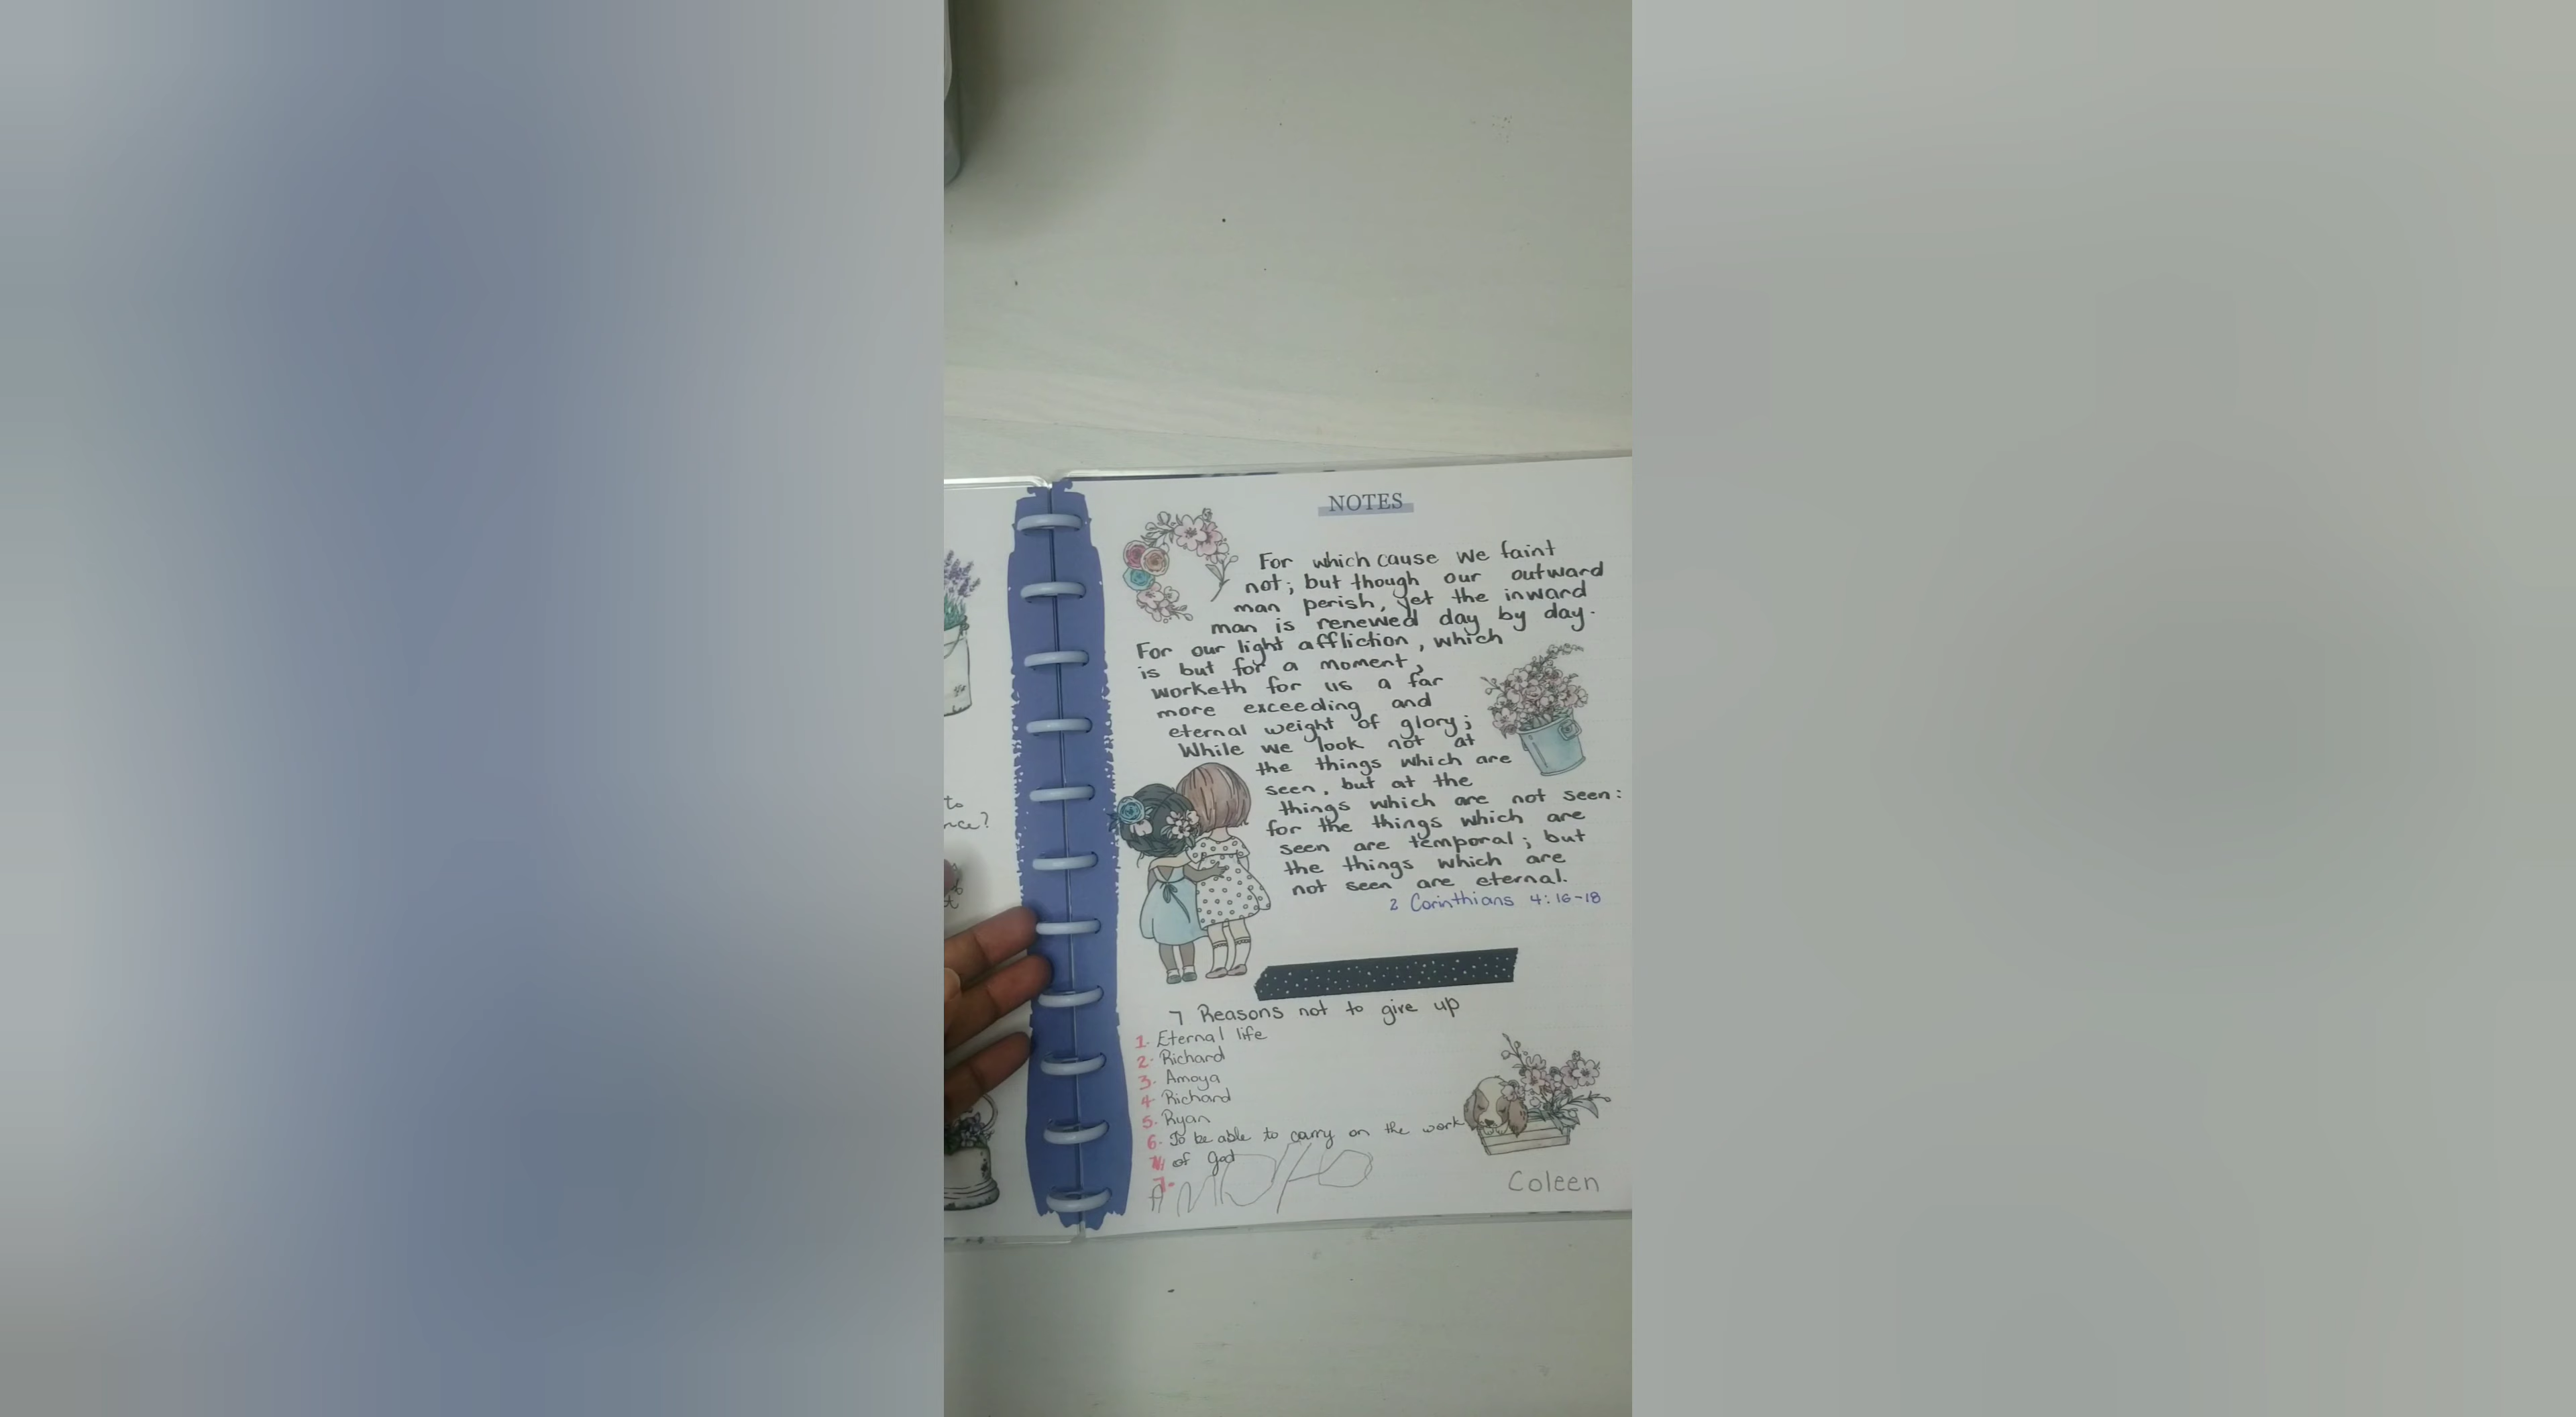 NOTES
For which cause we faint
not; but though our outward
man perish, yet the inward
man is renewed day by day.
For our light affliction, which
is but for a moment,
worketh for us a far
more exceeding and
eternal weight of glory;
While we look not at
the things which are
seen, but at the
things which are not seen:
for the things which are
seen are temporal; but
the things which are
not seen are eternal.
2 Corinthians 4:16-18
7 Reasons not to give up
1. Eternal life
2. Richard
3. Amoya
4 Richard
5. Ryan
6. To be able to carry on the work
of God
7.
Coleen
to